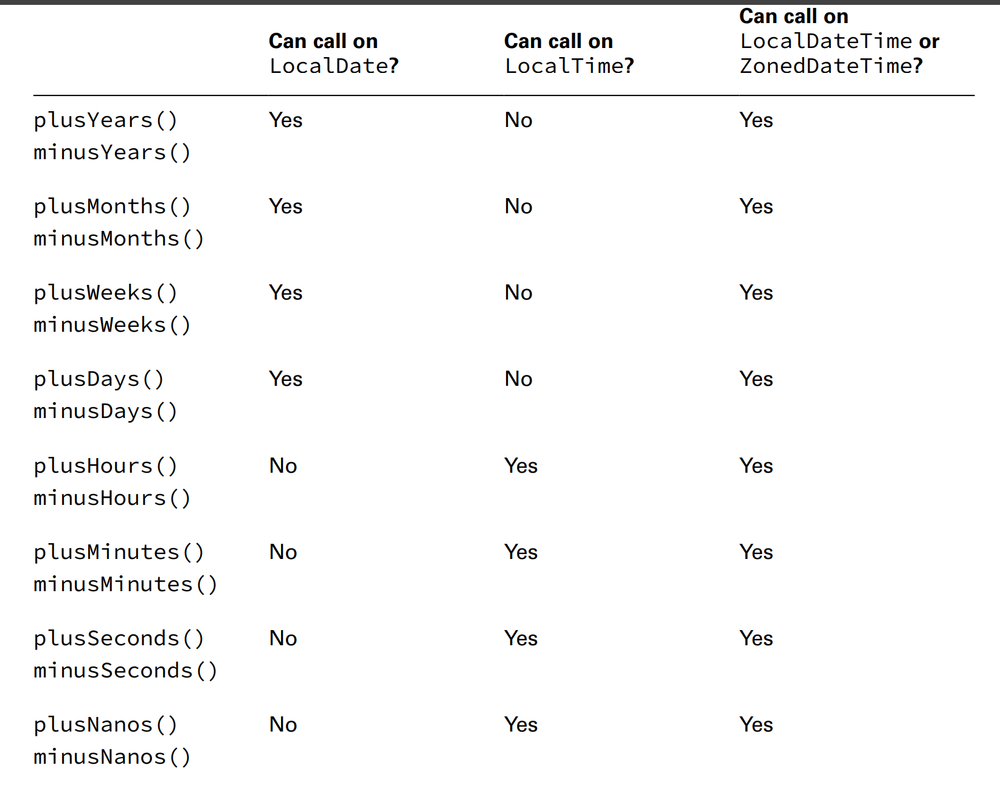 Can call on LocalDate?
Can call on LocalTime?
Can call on LocalDateTime or ZonedDateTime?
plusYears() Yes No Yes
minusYears()
plusMonths() Yes No Yes
minusMonths()
plusWeeks() Yes No Yes
minusWeeks()
plusDays() Yes No Yes
minusDays()
plusHours() No Yes Yes
minusHours()
plusMinutes() No Yes Yes
minusMinutes()
plusSeconds() No Yes Yes
minusSeconds()
plusNanos() No Yes Yes
minusNanos()